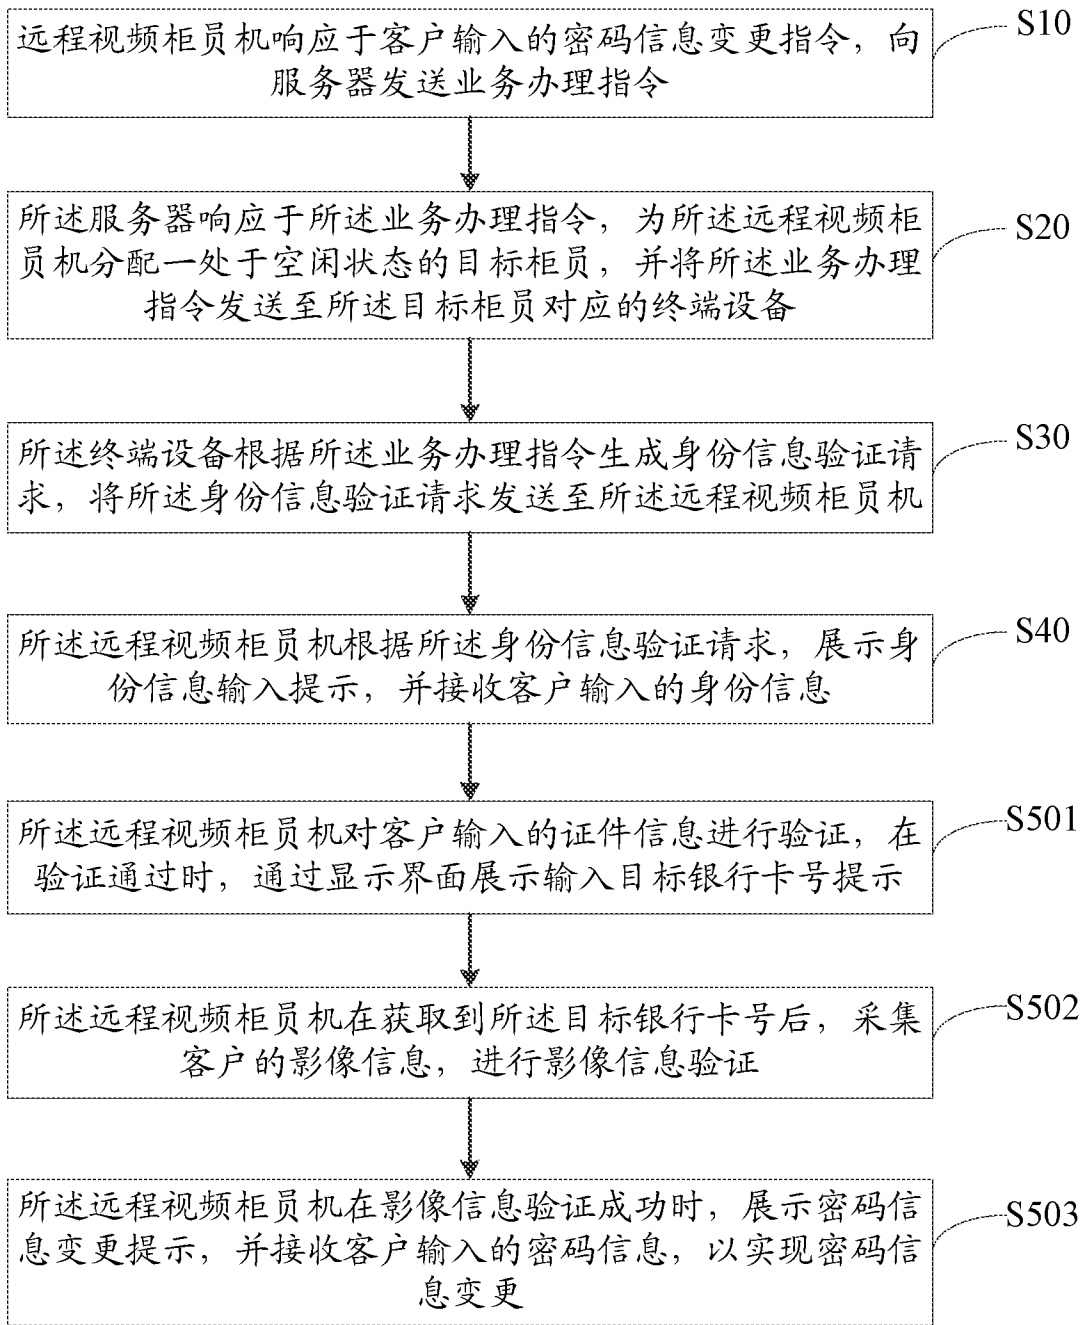 远程视频柜员机响应于客户输入的密码信息变更指令，向
服务器发送业务办理指令
S10
所述服务器响应于所述业务办理指令，为所述远程视频柜
员机分配一处于空闲状态的目标柜员，并将所述业务办理
指令发送至所述目标柜员对应的终端设备
S20
所述终端设备根据所述业务办理指令生成身份信息验证请
求，将所述身份信息验证请求发送至所述远程视频柜员机
S30
所述远程视频柜员机根据所述身份信息验证请求，展示身
份信息输入提示，并接收客户输入的身份信息
S40
所述远程视频柜员机对客户输入的证件信息进行验证，在
验证通过时，通过显示界面展示输入目标银行卡号提示
S501
所述远程视频柜员机在获取到所述目标银行卡号后，采集
客户的影像信息，进行影像信息验证
S502
所述远程视频柜员机在影像信息验证成功时，展示密码信
息变更提示，并接收客户输入的密码信息，以实现密码信
息变更
S503